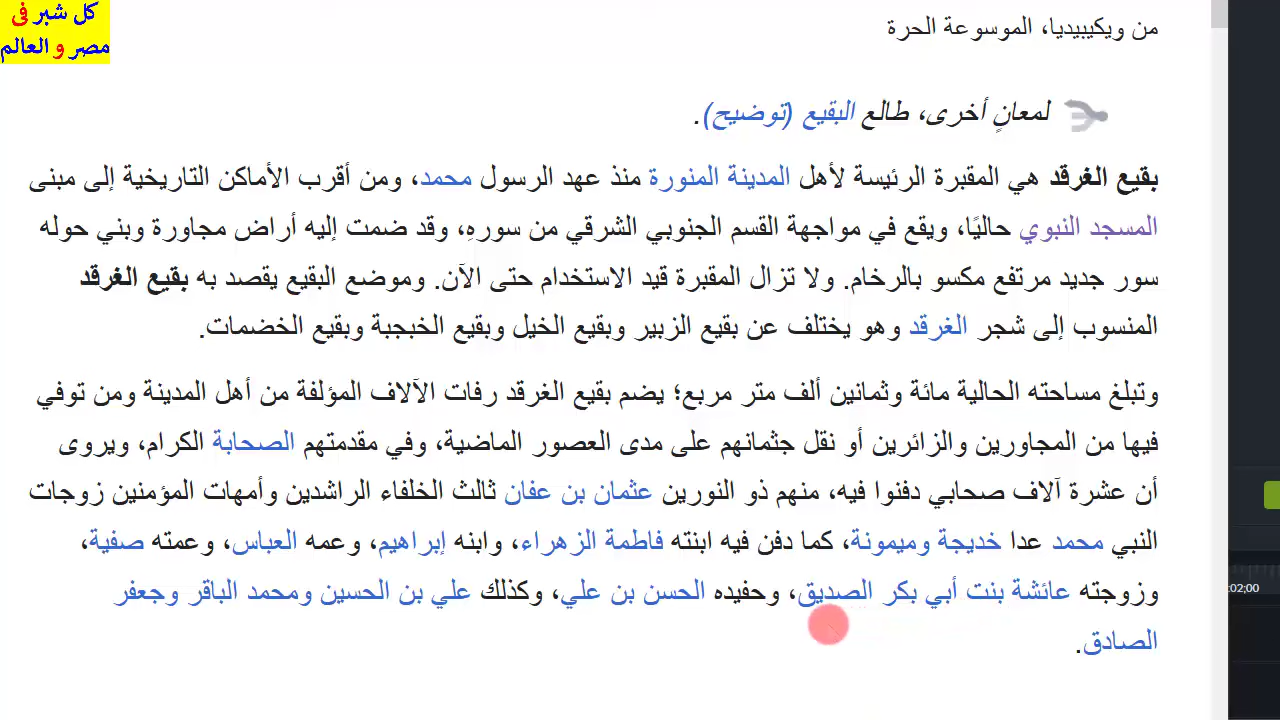 كل شبر فى
مصر و العالم
من ويكيبيديا، الموسوعة الحرة
لمعانٍ أخرى، طالع البقيع (توضيح).
بقيع الغرقد هي المقبرة الرئيسة لأهل المدينة المنورة منذ عهد الرسول محمد، ومن أقرب الأماكن التاريخية إلى مبنى
المسجد النبوي حاليًا، ويقع في مواجهة القسم الجنوبي الشرقي من سورهِ، وقد ضمت إليه أراض مجاورة وبني حوله
سور جديد مرتفع مكسو بالرخام. ولا تزال المقبرة قيد الاستخدام حتى الآن. وموضع البقيع يقصد به بقيع الغرقد
المنسوب إلى شجر الغرقد وهو يختلف عن بقيع الزبير وبقيع الخيل وبقيع الخبجبة وبقيع الخضمات.
وتبلغ مساحته الحالية مائة وثمانين ألف متر مربع؛ يضم بقيع الغرقد رفات الآلاف المؤلفة من أهل المدينة ومن توفي
فيها من المجاورين والزائرين أو نقل جثمانهم على مدى العصور الماضية، وفي مقدمتهم الصحابة الكرام، ويروى
أن عشرة آلاف صحابي دفنوا فيه، منهم ذو النورين عثمان بن عفان ثالث الخلفاء الراشدين وأمهات المؤمنين زوجات
النبي محمد عدا خديجة وميمونة، كما دفن فيه ابنته فاطمة الزهراء، وابنه إبراهيم، وعمه العباس، وعمته صفية،
وزوجته عائشة بنت أبي بكر الصديق، وحفيده الحسن بن علي، وكذلك علي بن الحسين ومحمد الباقر وجعفر
الصادق.
:02;00